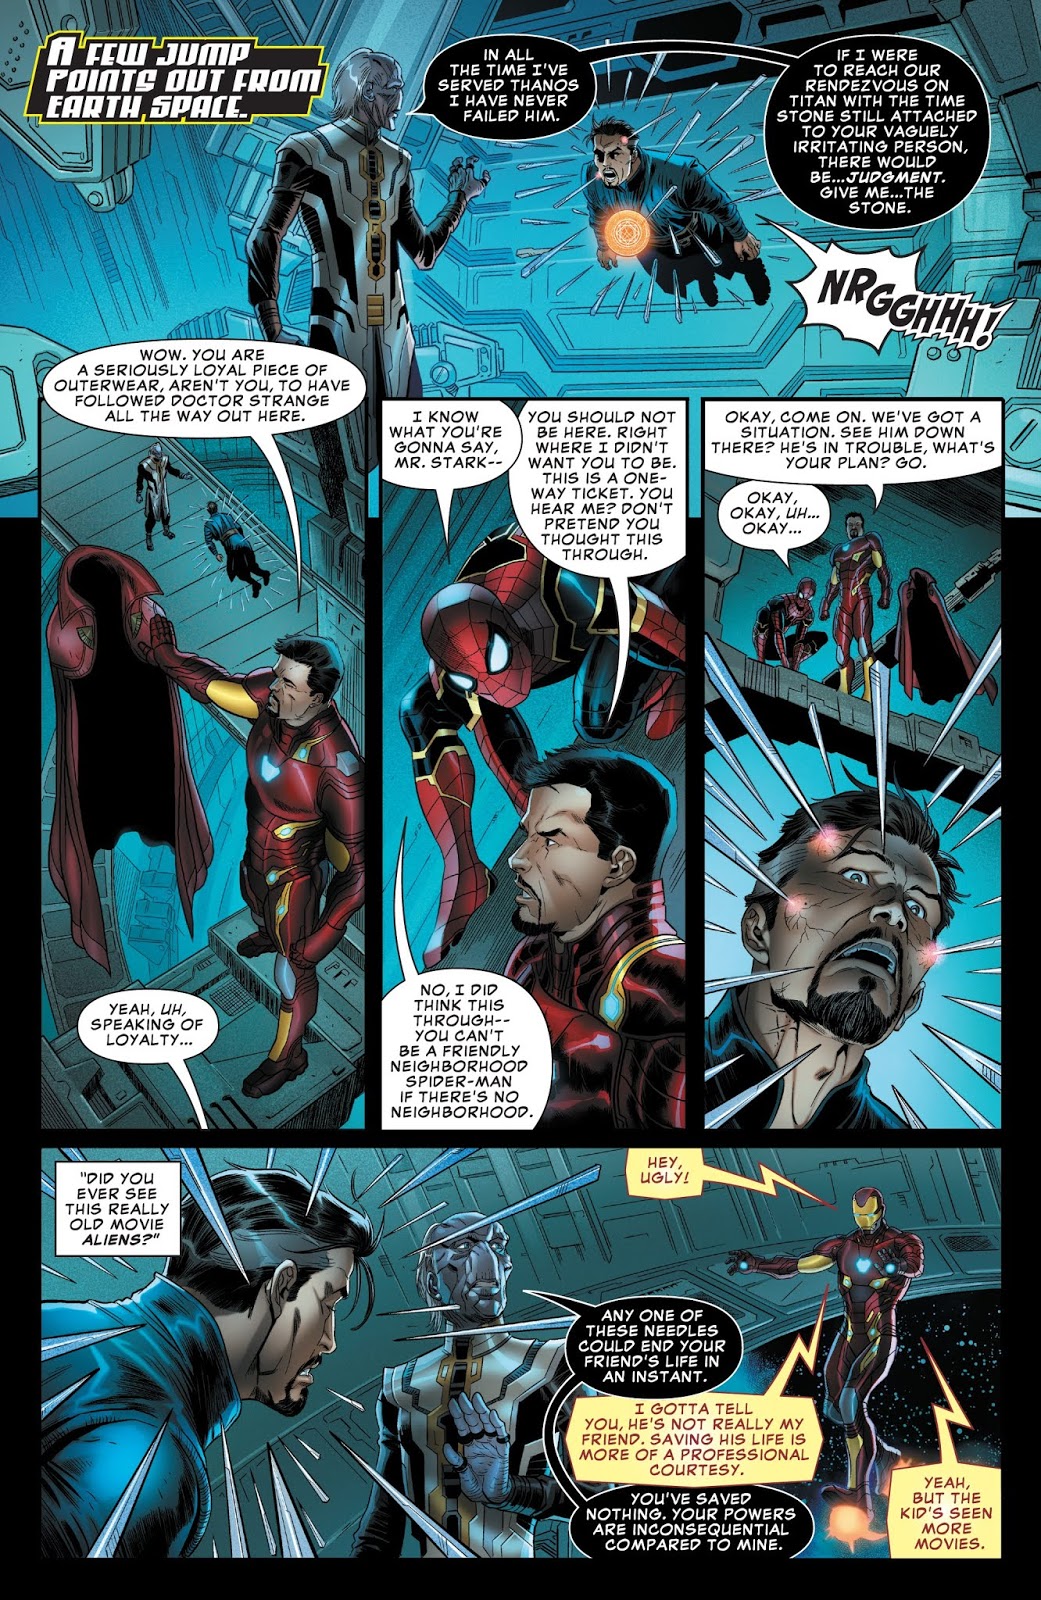 A FEW JUMP
POINTS OUT FROM
EARTH SPACE.
IN ALL
THE TIME I'VE
SERVED THANOS
I HAVE NEVER
FAILED HIM.
IF I WERE
TO REACH OUR
RENDEZVOUS ON
TITAN WITH THE TIME
STONE STILL ATTACHED
TO YOUR VAGUELY
IRRITATING PERSON,
THERE WOULD
BE...JUDGMENT.
GIVE ME...THE
STONE.
NRGGHHH!
WOW. YOU ARE
A SERIOUSLY LOYAL PIECE OF
OUTERWEAR, AREN'T YOU, TO HAVE
FOLLOWED DOCTOR STRANGE
ALL THE WAY OUT HERE.
YEAH, UH,
SPEAKING OF
LOYALTY...
I KNOW
WHAT YOU'RE
GONNA SAY,
MR. STARK--
YOU SHOULD NOT
BE HERE. RIGHT
WHERE I DIDN'T
WANT YOU TO BE.
THIS IS A ONE-
WAY TICKET. YOU
HEAR ME? DON'T
PRETEND YOU
THOUGHT THIS
THROUGH.
NO, I DID
THINK THIS
THROUGH--
YOU CAN'T
BE A FRIENDLY
NEIGHBORHOOD
SPIDER-MAN
IF THERE'S NO
NEIGHBORHOOD.
OKAY, COME ON. WE'VE GOT A
SITUATION. SEE HIM DOWN
THERE? HE'S IN TROUBLE, WHAT'S
YOUR PLAN? GO.
OKAY,
OKAY, UH...
OKAY...
"DID YOU
EVER SEE
THIS REALLY
OLD MOVIE
ALIENS?"
HEY,
UGLY!
ANY ONE OF
THESE NEEDLES
COULD END YOUR
FRIEND'S LIFE IN
AN INSTANT.
I GOTTA TELL
YOU, HE'S NOT REALLY MY
FRIEND. SAVING HIS LIFE IS
MORE OF A PROFESSIONAL
COURTESY.
YOU'VE SAVED
NOTHING. YOUR POWERS
ARE INCONSEQUENTIAL
COMPARED TO MINE.
YEAH,
BUT THE
KID'S SEEN
MORE
MOVIES.